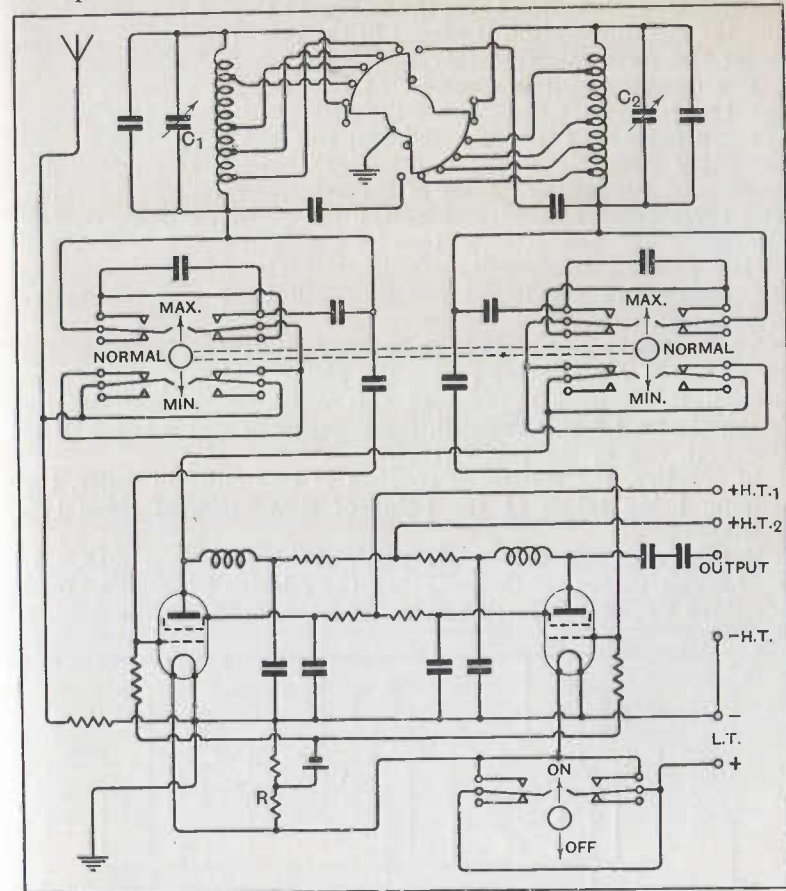 C1
C2
MAX.
NORMAL
MIN.
MAX.
NORMAL
MIN.
+H.T.1
+H.T.2
OUTPUT
-H.T.
-
L.T.
+
R
ON
OFF